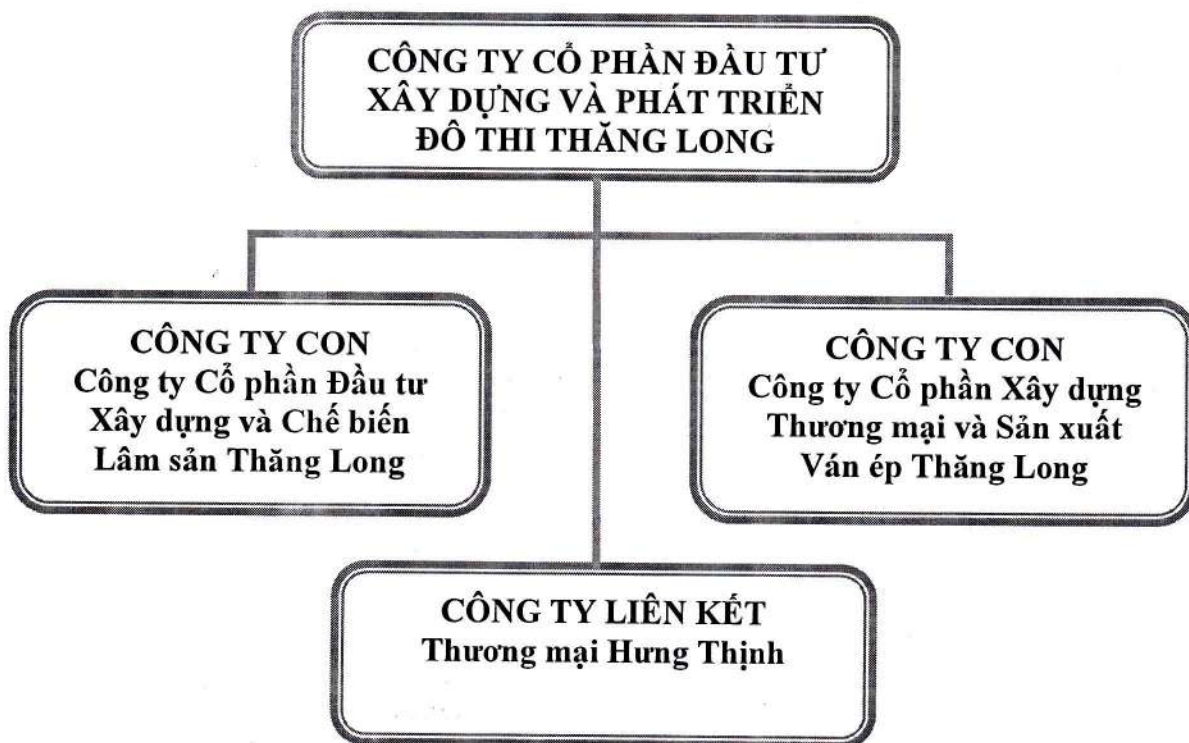 CÔNG TY CỔ PHẦN ĐẦU TƯ
XÂY DỰNG VÀ PHÁT TRIỂN
ĐÔ THI THĂNG LONG
CÔNG TY CON
Công ty Cổ phần Đầu tư
Xây dựng và Chế biến
Lâm sản Thăng Long
CÔNG TY CON
Công ty Cổ phần Xây dựng
Thương mại và Sản xuất
Ván ép Thăng Long
CÔNG TY LIÊN KẾT
Thương mại Hưng Thịnh